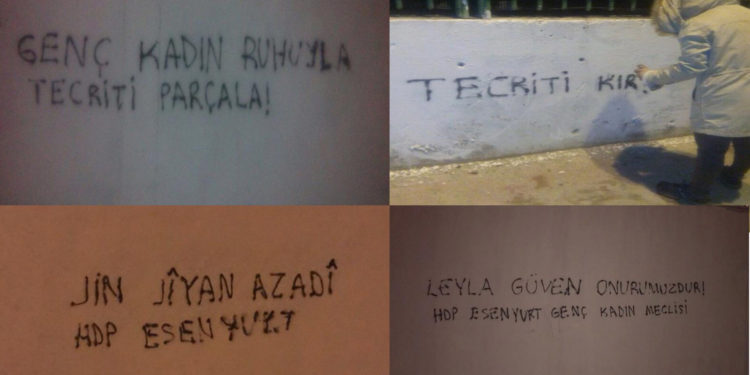 GENÇ KADIN RUHUYLA
TECRİTİ PARÇALA!
TECRİTİ KIR
JİN JÎYAN AZADÎ
HDP ESENYURT
LEYLA GÜVEN ONURUMUZDUR!
HDP ESENYURT GENÇ KADIN MECLİSİ